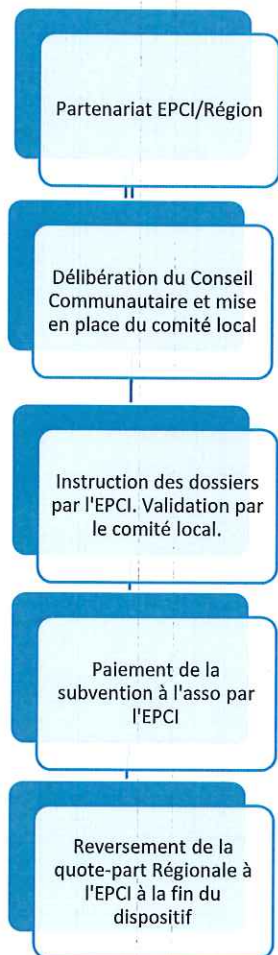 Partenariat EPCI/Région
Délibération du Conseil
Communautaire et mise
en place du comité local
Instruction des dossiers
par l'EPCI. Validation par
le comité local.
Paiement de la
subvention à l'asso par
l'EPCI
Reversement de la
quote-part Régionale à
l'EPCI à la fin du
dispositif